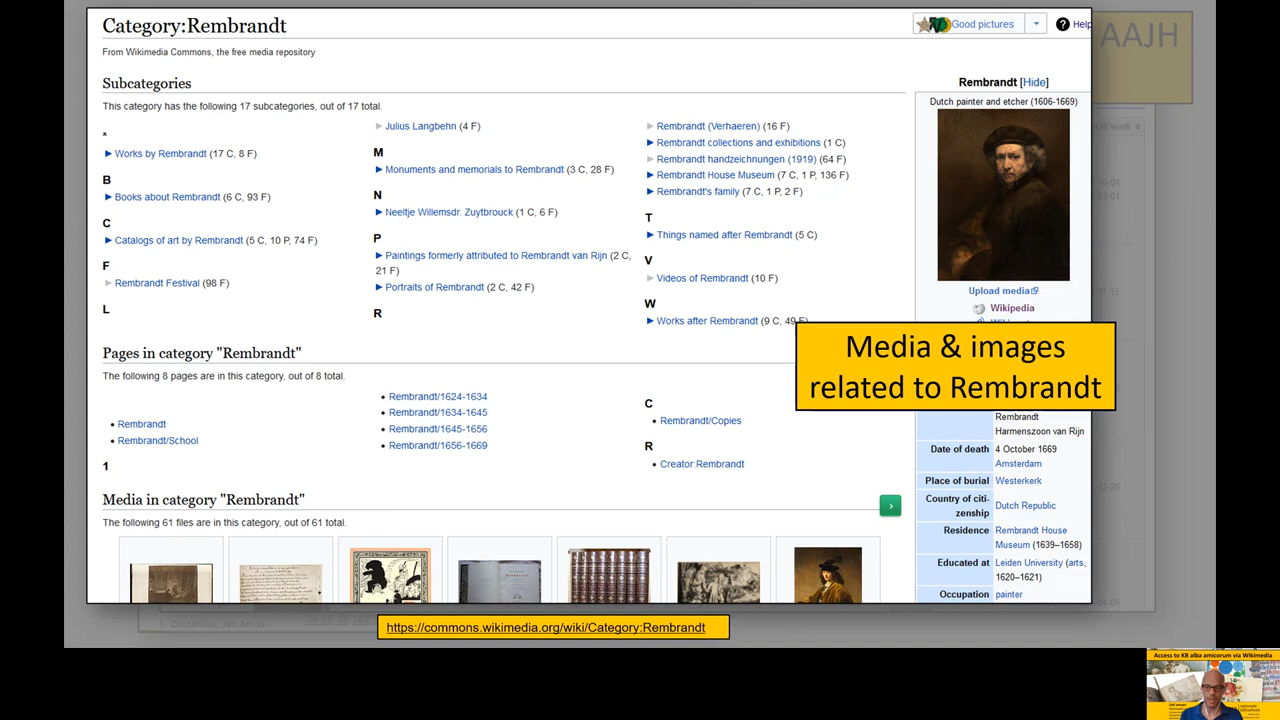 Category:Rembrandt
Good pictures
Help
AAJH
From Wikimedia Commons, the free media repository
Subcategories
This category has the following 17 subcategories, out of 17 total.
*
► Works by Rembrandt (17 C, 8 F)
B
► Books about Rembrandt (6 C, 93 F)
C
► Catalogs of art by Rembrandt (5 C, 10 P, 74 F)
F
► Rembrandt Festival (98 F)
L
► Julius Langbehn (4 F)
M
► Monuments and memorials to Rembrandt (3 C, 28 F)
N
► Neeltje Willemsdr. Zuytbrouck (1 C, 6 F)
P
► Paintings formerly attributed to Rembrandt van Rijn (2 C,
21 F)
► Portraits of Rembrandt (2 C, 42 F)
R
► Rembrandt (Verhaeren) (16 F)
► Rembrandt collections and exhibitions (1 C)
► Rembrandt handzeichnungen (1919) (64 F)
► Rembrandt House Museum (7 C, 1 P, 136 F)
► Rembrandt's family (7 C, 1 P, 2 F)
T
► Things named after Rembrandt (5 C)
V
► Videos of Rembrandt (10 F)
W
► Works after Rembrandt (9 C, 49 F)
Rembrandt [Hide]
Dutch painter and etcher (1606-1669)
Upload media
Wikipedia
Media & images
related to Rembrandt
Rembrandt
Harmenszoon van Rijn
Date of death 4 October 1669
Amsterdam
Place of burial Westerkerk
Country of citi-
zenship Dutch Republic
Residence Rembrandt House
Museum (1639–1658)
Educated at Leiden University (arts,
1620–1621)
Occupation painter
Pages in category "Rembrandt"
The following 8 pages are in this category, out of 8 total.
• Rembrandt
• Rembrandt/School
1
• Rembrandt/1624-1634
• Rembrandt/1634-1645
• Rembrandt/1645-1656
• Rembrandt/1656-1669
C
• Rembrandt/Copies
R
• Creator:Rembrandt
Media in category "Rembrandt"
The following 61 files are in this category, out of 61 total.
https://commons.wikimedia.org/wiki/Category:Rembrandt
Access to KB alba amicorum via Wikimedia